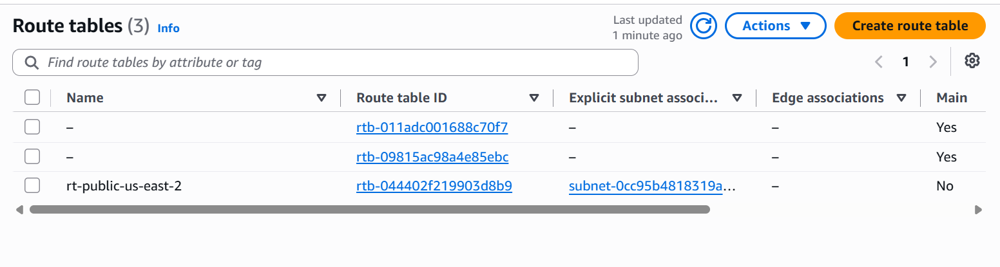 Route tables (3) Info
Last updated
1 minute ago
Actions
Create route table
Find route tables by attribute or tag
1
Name Route table ID Explicit subnet associ... Edge associations Main
– rtb-011adc001688c70f7 – – Yes
– rtb-09815ac98a4e85ebc – – Yes
rt-public-us-east-2 rtb-044402f219903d8b9 subnet-0cc95b4818319a... – No